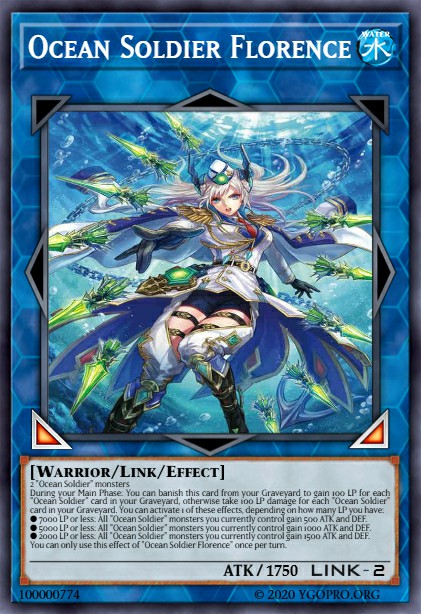 Ocean Soldier Florence
WATER
水
[Warrior/Link/Effect]
2 "Ocean Soldier" monsters
During your Main Phase: You can banish this card from your Graveyard to gain 100 LP for each
"Ocean Soldier" card in your Graveyard, otherwise take 100 LP damage for each "Ocean Soldier"
card in your Graveyard. You can activate 1 of these effects, depending on how many LP you have:
● 7000 LP or less: All "Ocean Soldier" monsters you currently control gain 500 ATK and DEF.
● 5000 LP or less: All "Ocean Soldier" monsters you currently control gain 1000 ATK and DEF.
● 2000 LP or less: All "Ocean Soldier" monsters you currently control gain 1500 ATK and DEF.
You can only use this effect of "Ocean Soldier Florence" once per turn.
ATK / 1750 LINK-2
100000774 © 2020 YGOPRO.ORG